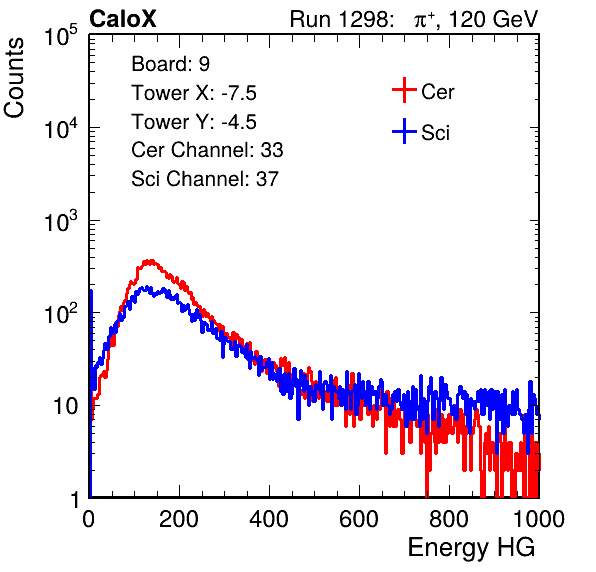 CaloX Run 1298: π⁺, 120 GeV
Counts
10⁵
10⁴
10³
10²
10
1
Board: 9
Tower X: -7.5
Tower Y: -4.5
Cer Channel: 33
Sci Channel: 37
Cer
Sci
0 200 400 600 800 1000
Energy HG